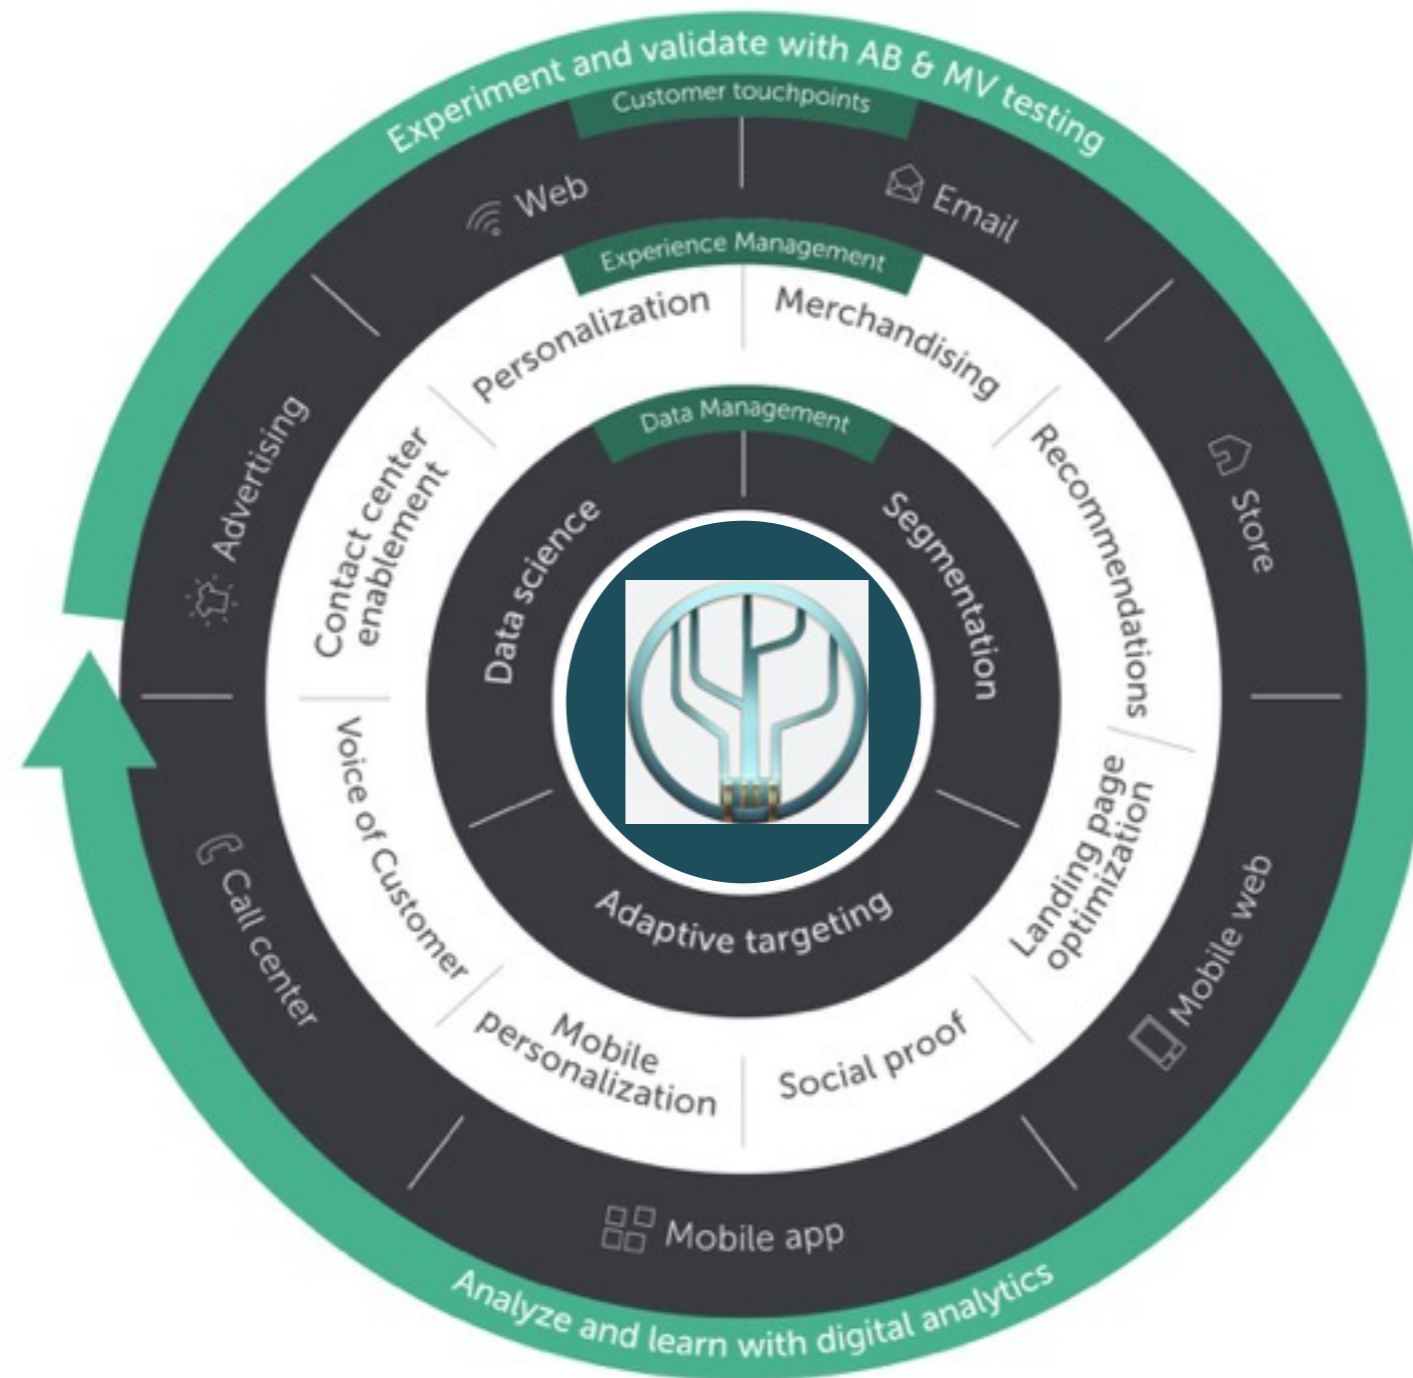 Experiment and validate with AB & MV testing
Customer touchpoints
Web
Email
Store
Mobile web
Mobile app
Call center
Advertising
Experience Management
Personalization
Merchandising
Recommendations
Landing page
optimization
Social proof
Mobile
personalization
Voice of Customer
Contact center
enablement
Data Management
Data science
Segmentation
Adaptive targeting
Analyze and learn with digital analytics